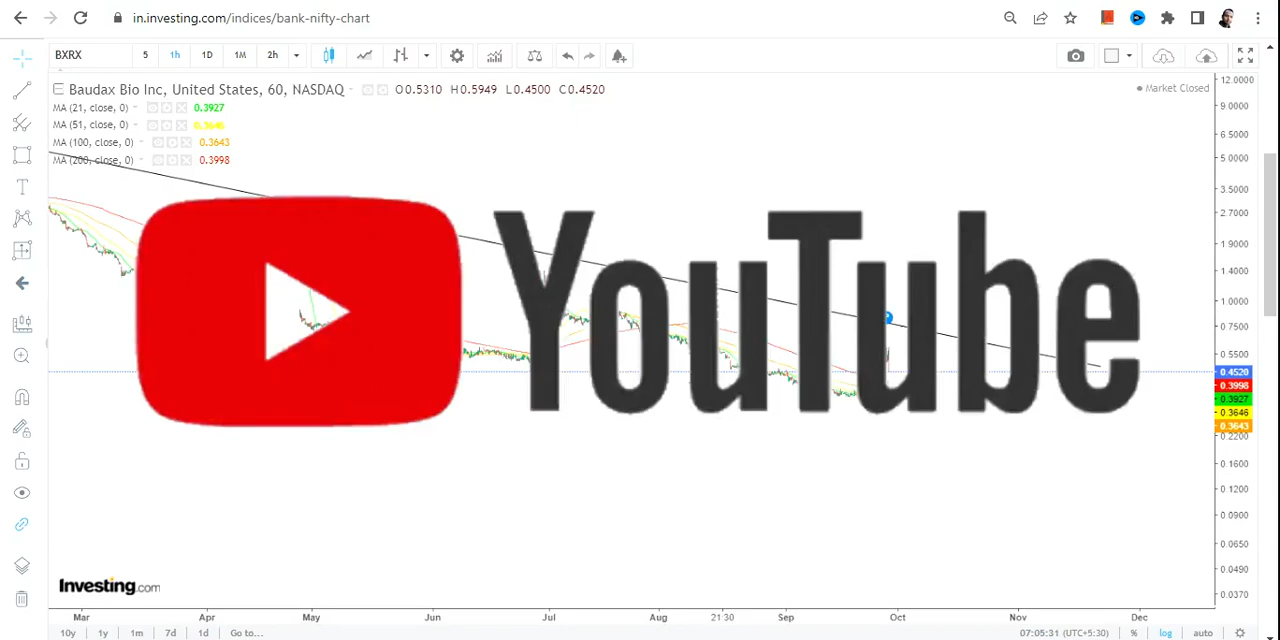 in.investing.com/indices/bank-nifty-chart
BXRX 5 1h 1D 1M 2h
Baudax Bio Inc, United States, 60, NASDAQ O0.5310 H0.5949 L0.4500 C0.4520
Market Closed
MA (21, close, 0) 0.3927
MA (51, close, 0) 0.3646
MA (100, close, 0) 0.3643
MA (200, close, 0) 0.3998
YouTube
12.0000
9.0000
6.5000
5.0000
3.5000
2.7000
1.9000
1.4000
1.0000
0.7500
0.5500
0.4520
0.3998
0.3927
0.3646
0.3643
0.2200
0.1600
0.1200
0.0900
0.0650
0.0490
0.0370
Investing.com
Mar Apr May Jun Jul Aug 21:30 Sep Oct Nov Dec
10y 1y 1m 7d 1d Go to... 07:05:31 (UTC+5:30) % log auto